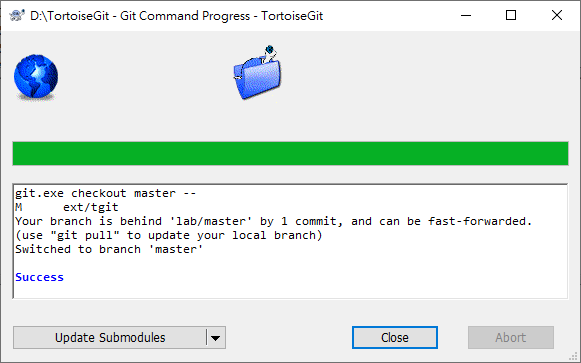 D:\TortoiseGit - Git Command Progress - TortoiseGit
git.exe checkout master --
M      ext/tgit
Your branch is behind 'lab/master' by 1 commit, and can be fast-forwarded.
(use "git pull" to update your local branch)
Switched to branch 'master'
Success
Update Submodules
Close
Abort